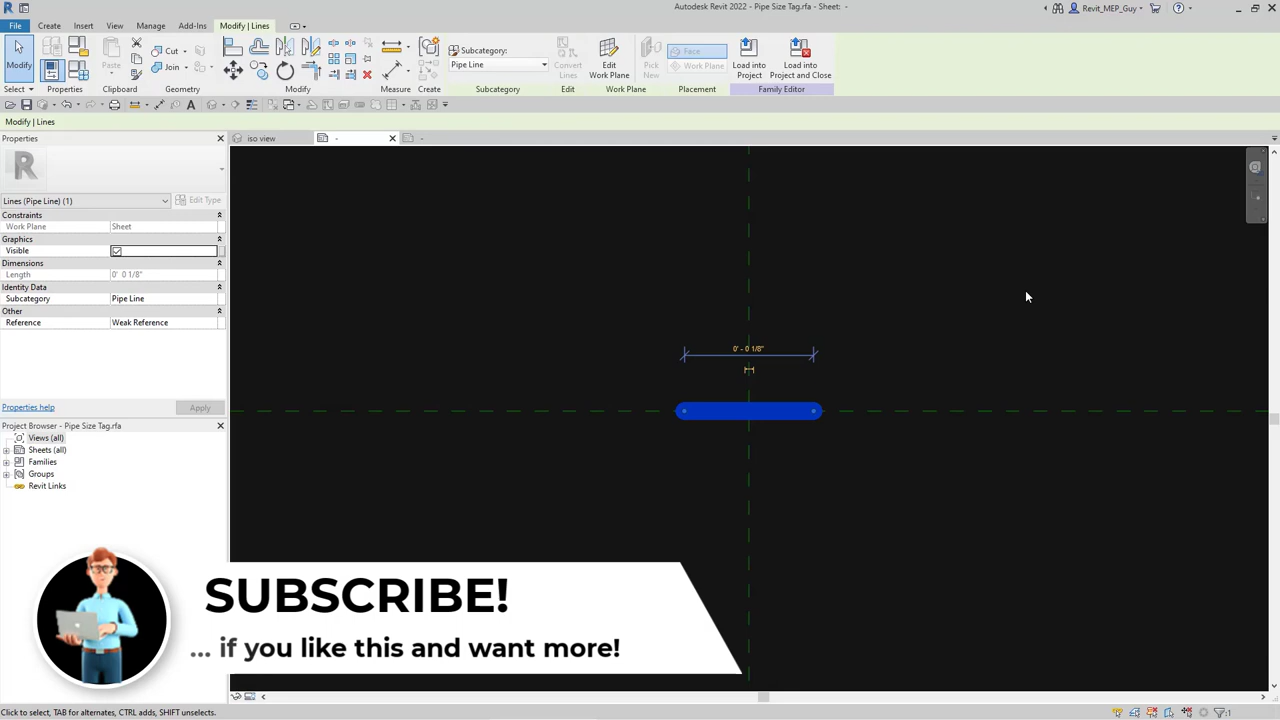 Autodesk Revit 2022 - Pipe Size Tag.rfa - Sheet: -
Revit_MEP_Guy
File Create Insert View Manage Add-Ins Modify | Lines
Modify
Paste
Cut
Join
Subcategory:
Pipe Line
Convert Lines
Edit Work Plane
Pick New
Face
Work Plane
Load into Project
Load into Project and Close
Select Properties Clipboard Geometry Modify Measure Create Subcategory Edit Work Plane Placement Family Editor
Modify | Lines
Properties
iso view
-
-
R
Lines (Pipe Line) (1)
Edit Type
Constraints
Work Plane Sheet
Graphics
Visible
Dimensions
Length 0' 0 1/8"
Identity Data
Subcategory Pipe Line
Other
Reference Weak Reference
0' - 0 1/8"
Properties help
Apply
Project Browser - Pipe Size Tag.rfa
Views (all)
Sheets (all)
Families
Groups
Revit Links
SUBSCRIBE!
... if you like this and want more!
Click to select, TAB for alternates, CTRL adds, SHIFT unselects.
:1